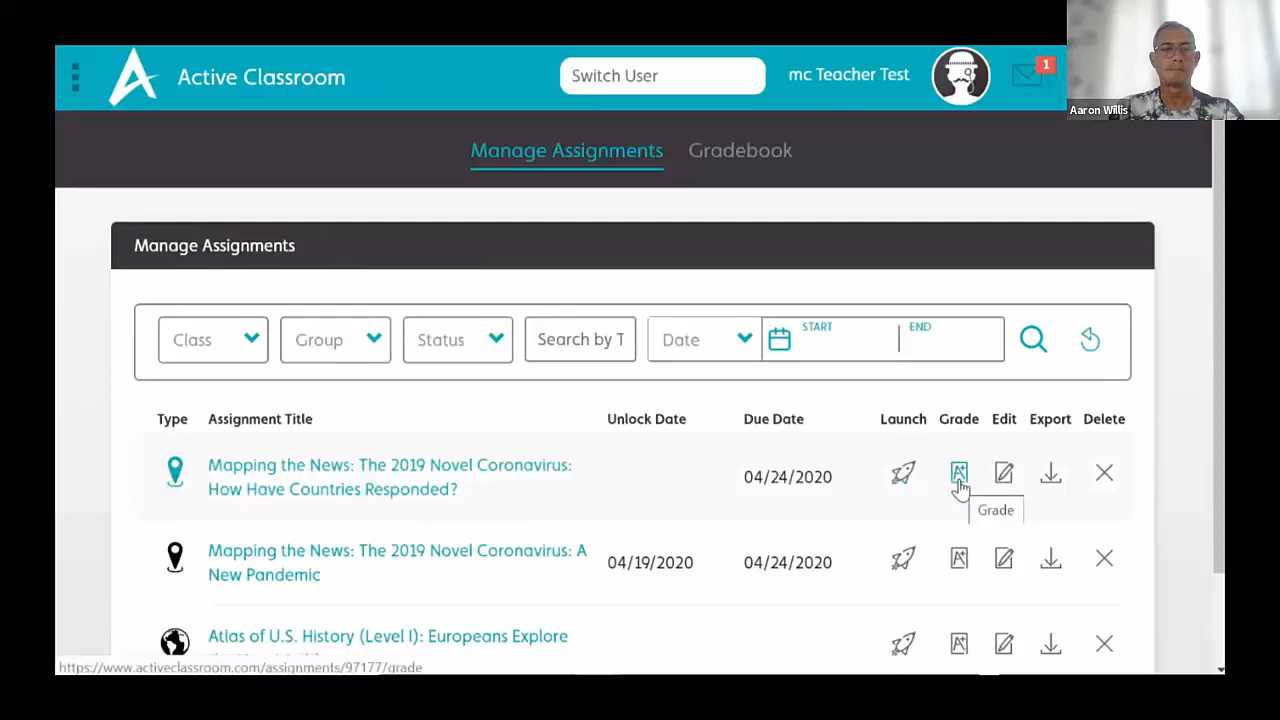 Active Classroom
Switch User
mc Teacher Test
1
Aaron Willis
Manage Assignments
Gradebook
Manage Assignments
Class
Group
Status
Search by T
Date
START
END
Type
Assignment Title
Unlock Date
Due Date
Launch
Grade
Edit
Export
Delete
Mapping the News: The 2019 Novel Coronavirus:
How Have Countries Responded?
04/24/2020
A+
Grade
Mapping the News: The 2019 Novel Coronavirus: A
New Pandemic
04/19/2020
04/24/2020
A+
Atlas of U.S. History (Level I): Europeans Explore
A+
https://www.activeclassroom.com/assignments/97177/grade